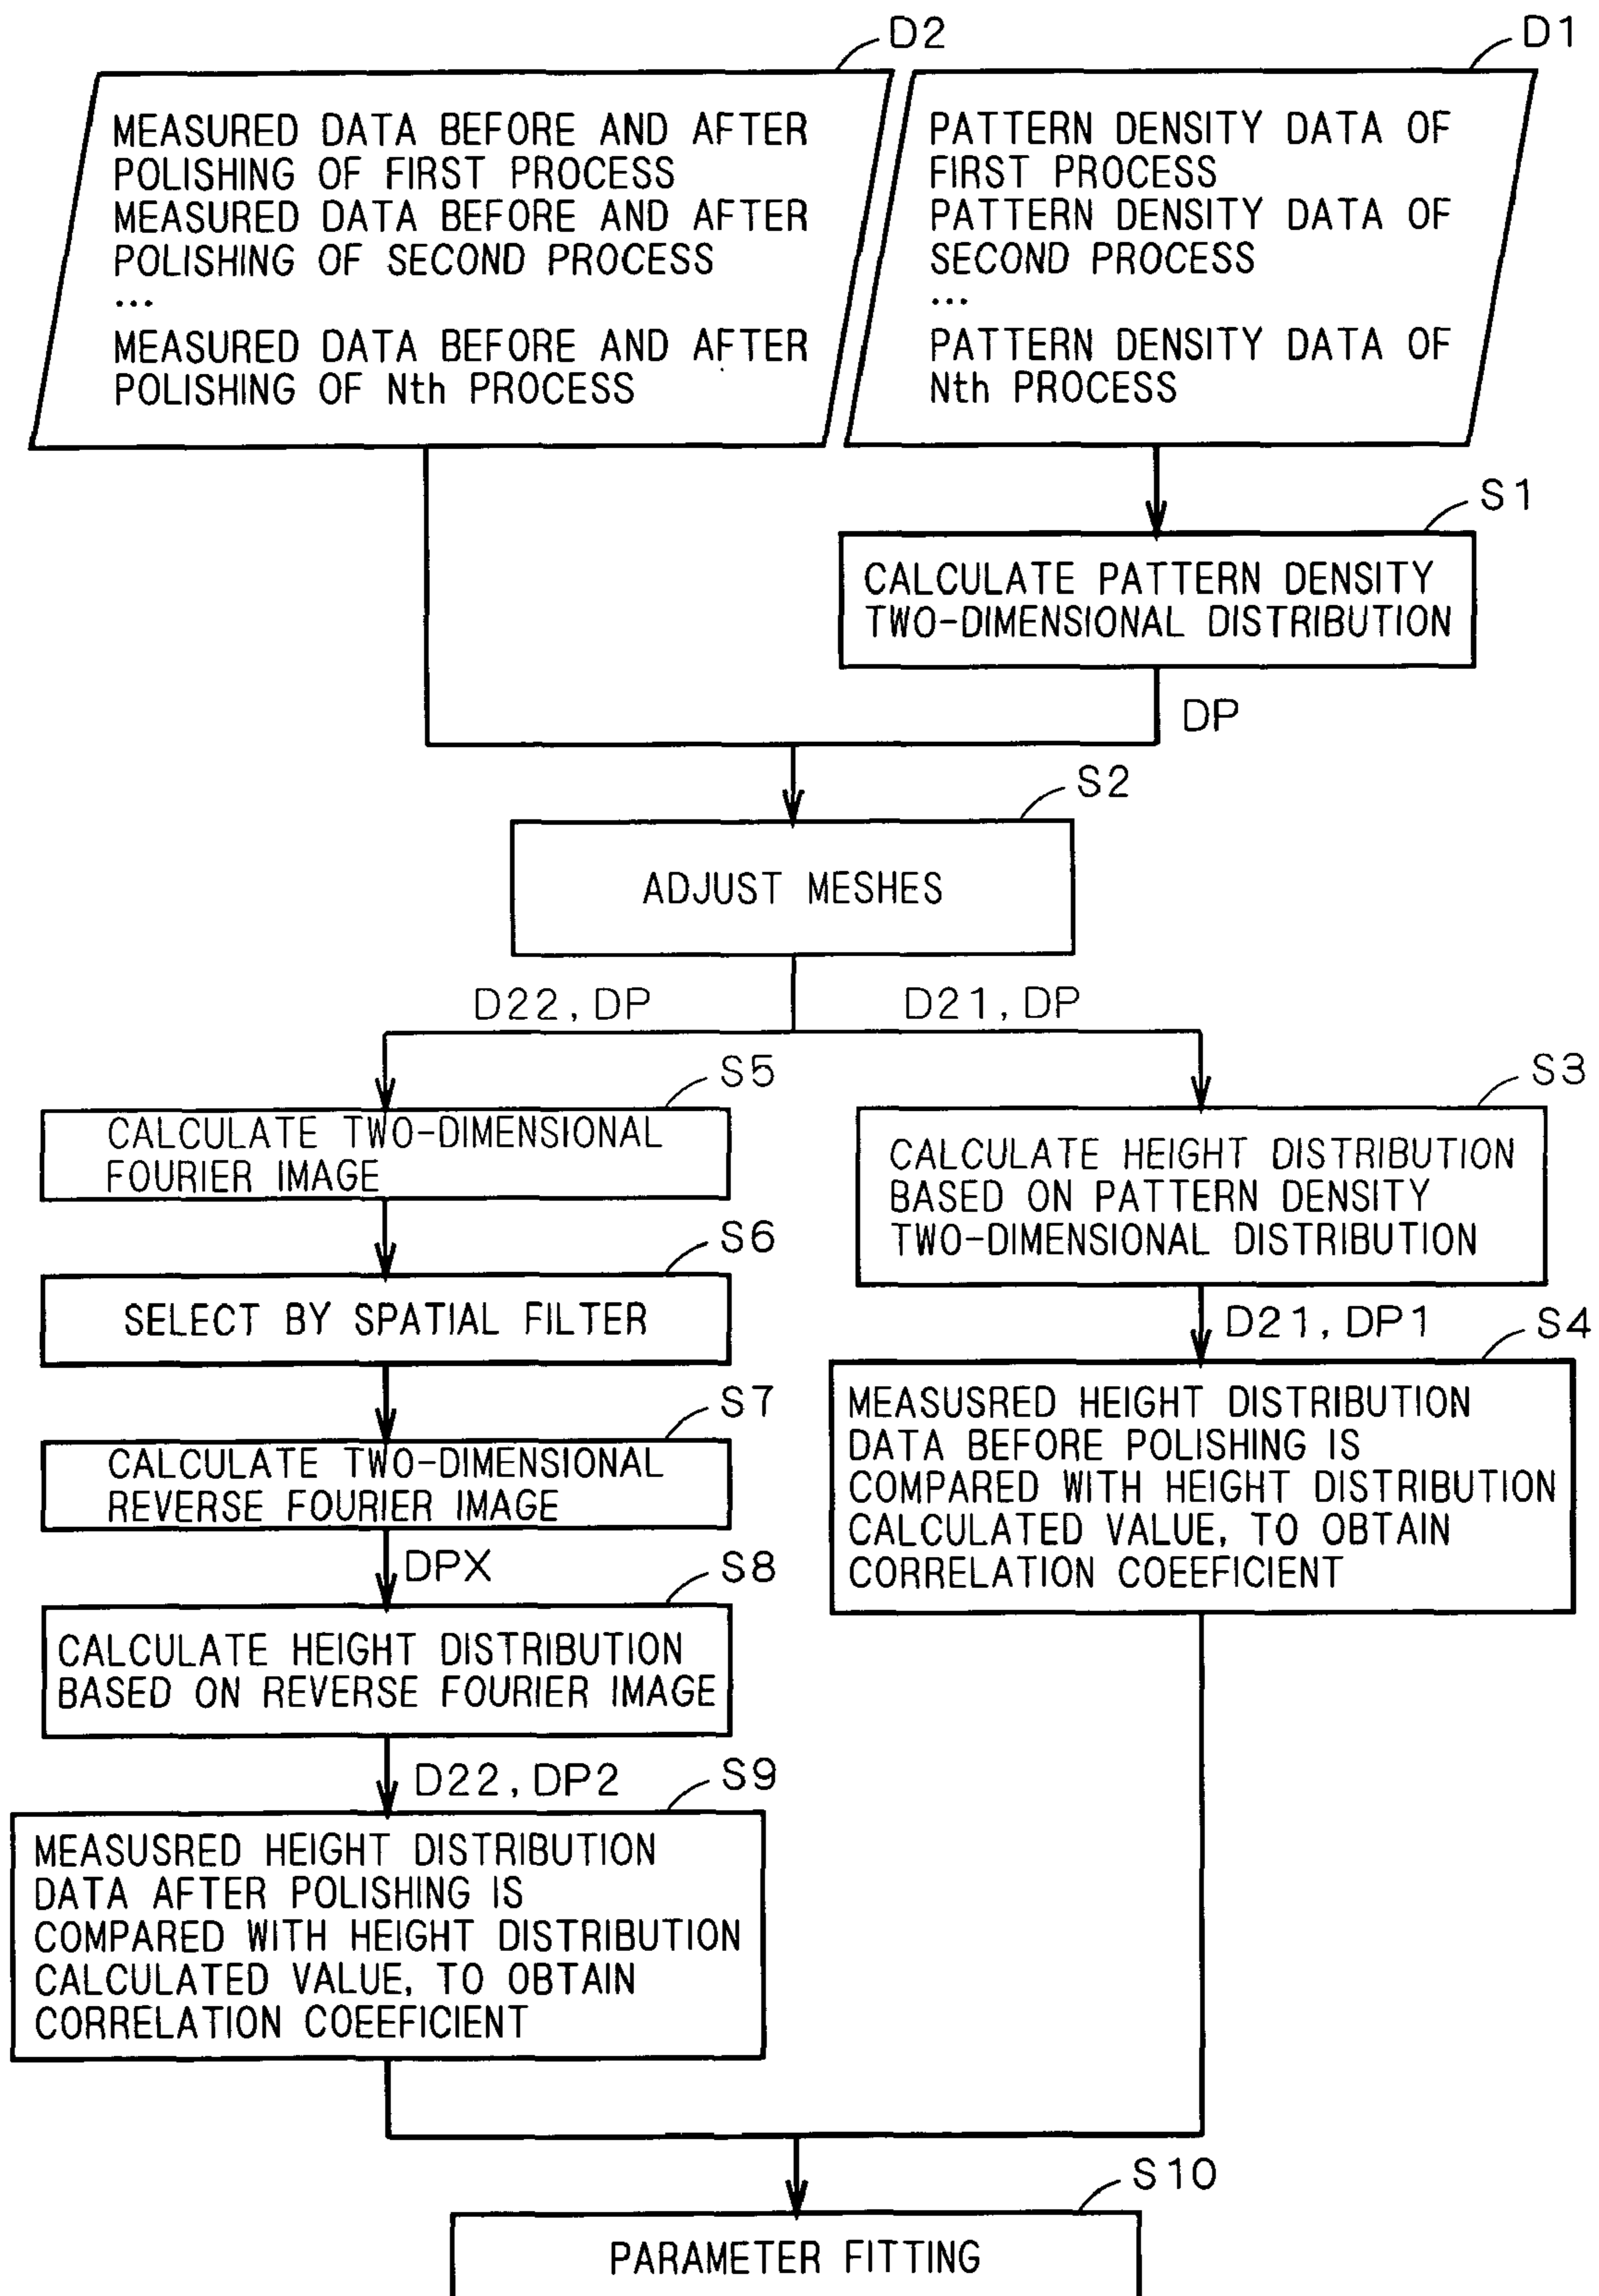 D2
D1
MEASURED DATA BEFORE AND AFTER
POLISHING OF FIRST PROCESS
MEASURED DATA BEFORE AND AFTER
POLISHING OF SECOND PROCESS
...
MEASURED DATA BEFORE AND AFTER
POLISHING OF Nth PROCESS
PATTERN DENSITY DATA OF
FIRST PROCESS
PATTERN DENSITY DATA OF
SECOND PROCESS
...
PATTERN DENSITY DATA OF
Nth PROCESS
S1
CALCULATE PATTERN DENSITY
TWO-DIMENSIONAL DISTRIBUTION
DP
S2
ADJUST MESHES
D22, DP
D21, DP
S5
CALCULATE TWO-DIMENSIONAL
FOURIER IMAGE
S3
CALCULATE HEIGHT DISTRIBUTION
BASED ON PATTERN DENSITY
TWO-DIMENSIONAL DISTRIBUTION
S6
SELECT BY SPATIAL FILTER
D21, DP1
S4
MEASUSRED HEIGHT DISTRIBUTION
DATA BEFORE POLISHING IS
COMPARED WITH HEIGHT DISTRIBUTION
CALCULATED VALUE, TO OBTAIN
CORRELATION COEEFICIENT
S7
CALCULATE TWO-DIMENSIONAL
REVERSE FOURIER IMAGE
DPX
S8
CALCULATE HEIGHT DISTRIBUTION
BASED ON REVERSE FOURIER IMAGE
D22, DP2
S9
MEASUSRED HEIGHT DISTRIBUTION
DATA AFTER POLISHING IS
COMPARED WITH HEIGHT DISTRIBUTION
CALCULATED VALUE, TO OBTAIN
CORRELATION COEEFICIENT
S10
PARAMETER FITTING